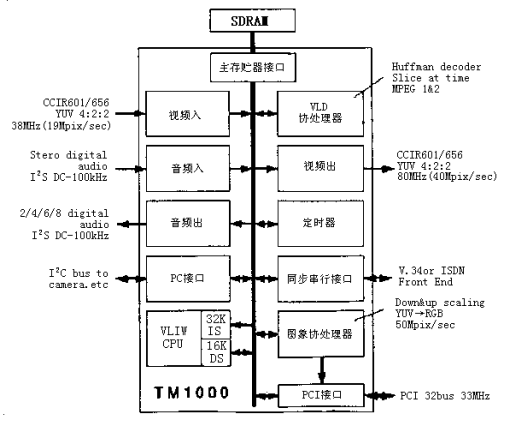 SDRAM
主存贮器接口
Huffman decoder
Slice at time
MPEG 1&2
CCIR601/656
YUV 4:2:2
38MHz(19Mpix/sec)
视频入
VLD
协处理器
Stero digital
audio
I²S DC-100kHz
音频入
视频出
CCIR601/656
YUV 4:2:2
80MHz(40Mpix/sec)
2/4/6/8 digital
audio
I²S DC-100kHz
音频出
定时器
I²C bus to
camera.etc
PC接口
同步串行接口
V.34or ISDN
Front End
VLIW
CPU
32K
IS
16K
DS
图象协处理器
Down&up scaling
YUV→RGB
50Mpix/sec
TM1000
PCI接口
PCI 32bus 33MHz